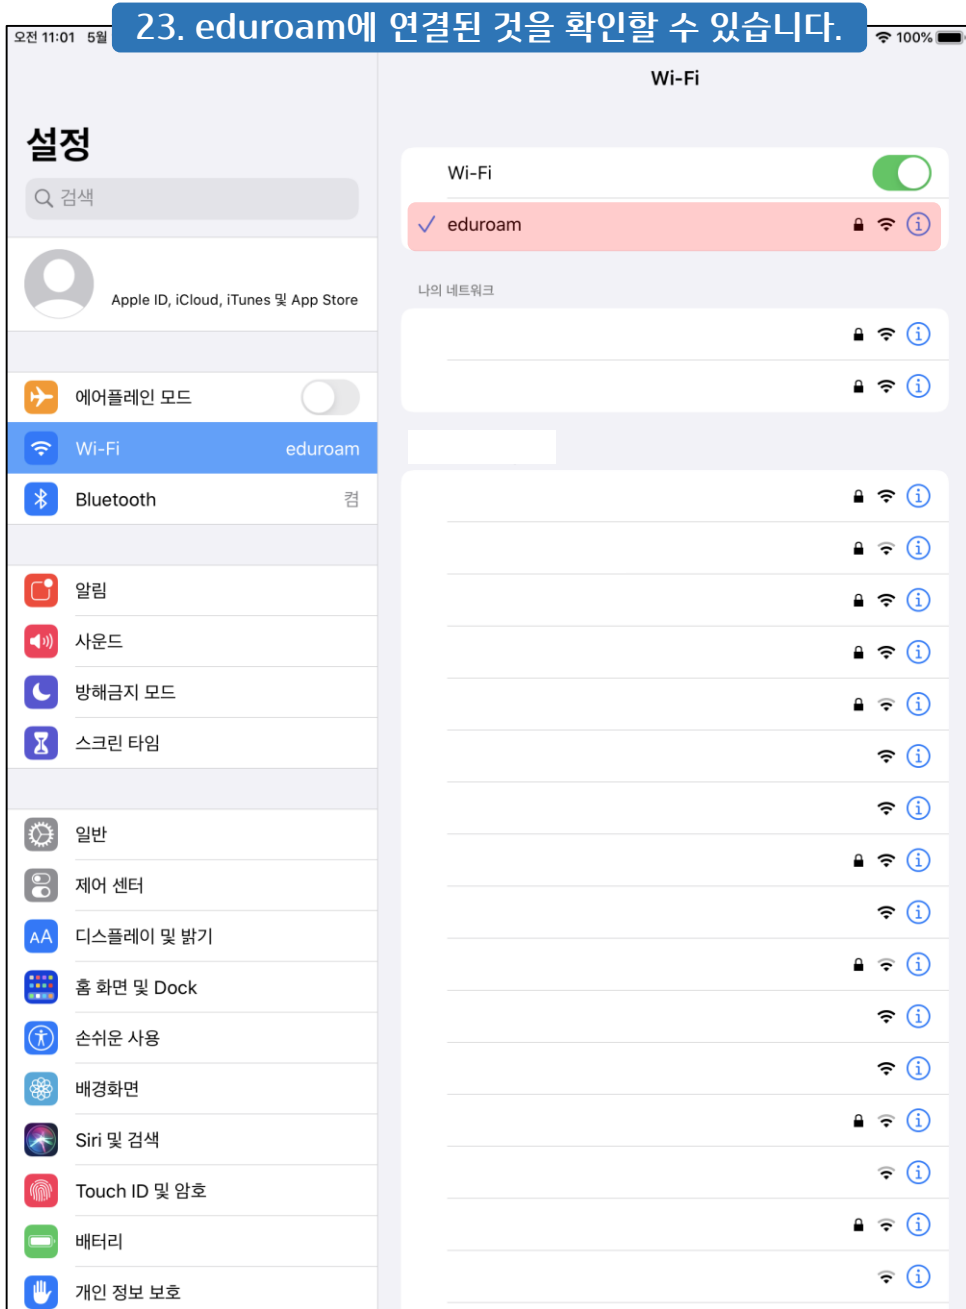 23. eduroam에 연결된 것을 확인할 수 있습니다.
오전 11:01 5월
100%
설정
검색
Apple ID, iCloud, iTunes 및 App Store
에어플레인 모드
Wi-Fi eduroam
Bluetooth 켬
알림
사운드
방해금지 모드
스크린 타임
일반
제어 센터
AA 디스플레이 및 밝기
홈 화면 및 Dock
손쉬운 사용
배경화면
Siri 및 검색
Touch ID 및 암호
배터리
개인 정보 보호
Wi-Fi
Wi-Fi
eduroam
나의 네트워크